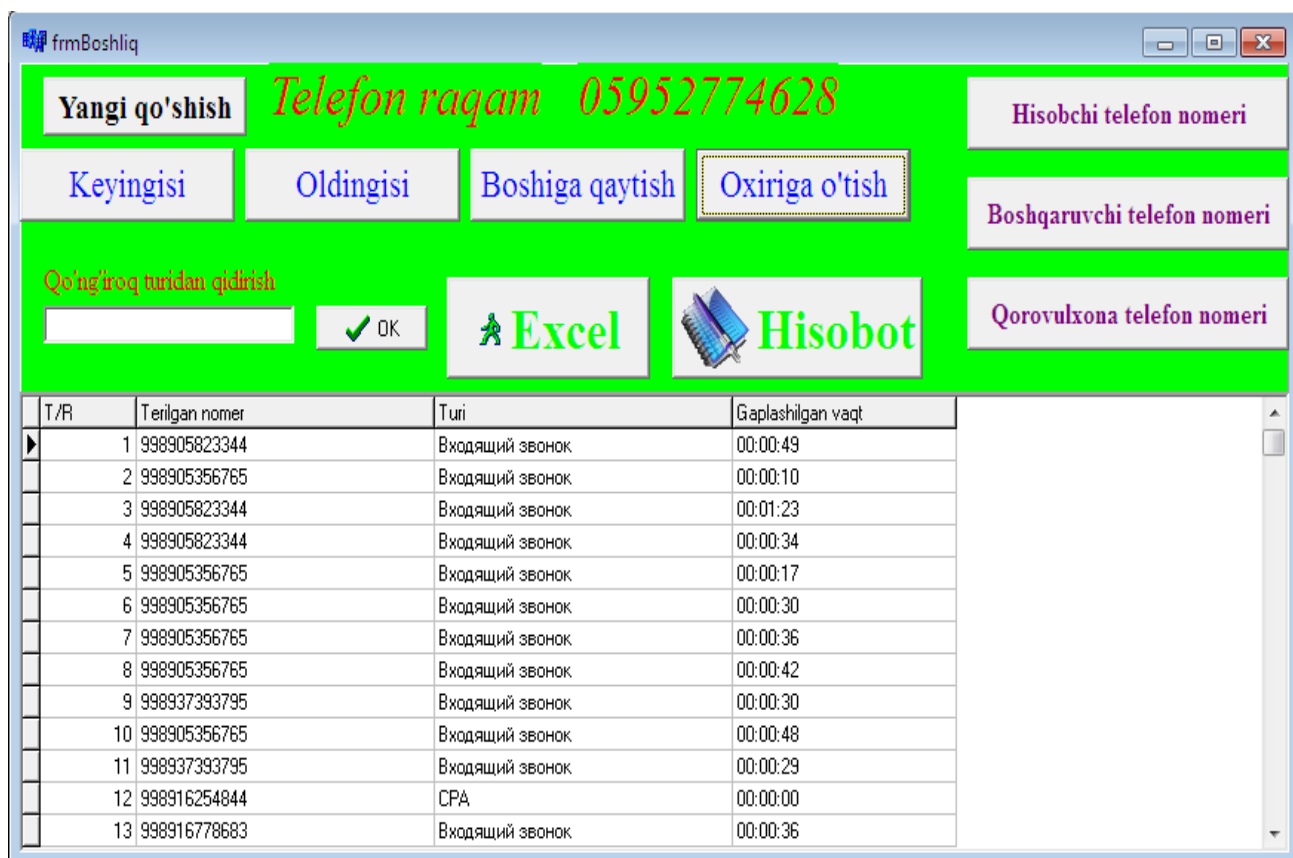 frmBoshliq
Yangi qo'shish
Telefon raqam 05952774628
Hisobchi telefon nomeri
Keyingisi
Oldingisi
Boshiga qaytish
Oxiriga o'tish
Boshqaruvchi telefon nomeri
Qo'ng'iroq turidan qidirish
OK
Excel
Hisobot
Qorovulxona telefon nomeri
T/R Terilgan nomer Turi Gaplashilgan vaqt
1 998905823344 Входящий звонок 00:00:49
2 998905356765 Входящий звонок 00:00:10
3 998905823344 Входящий звонок 00:01:23
4 998905823344 Входящий звонок 00:00:34
5 998905356765 Входящий звонок 00:00:17
6 998905356765 Входящий звонок 00:00:30
7 998905356765 Входящий звонок 00:00:36
8 998905356765 Входящий звонок 00:00:42
9 998937393795 Входящий звонок 00:00:30
10 998905356765 Входящий звонок 00:00:48
11 998937393795 Входящий звонок 00:00:29
12 998916254844 CPA 00:00:00
13 998916778683 Входящий звонок 00:00:36